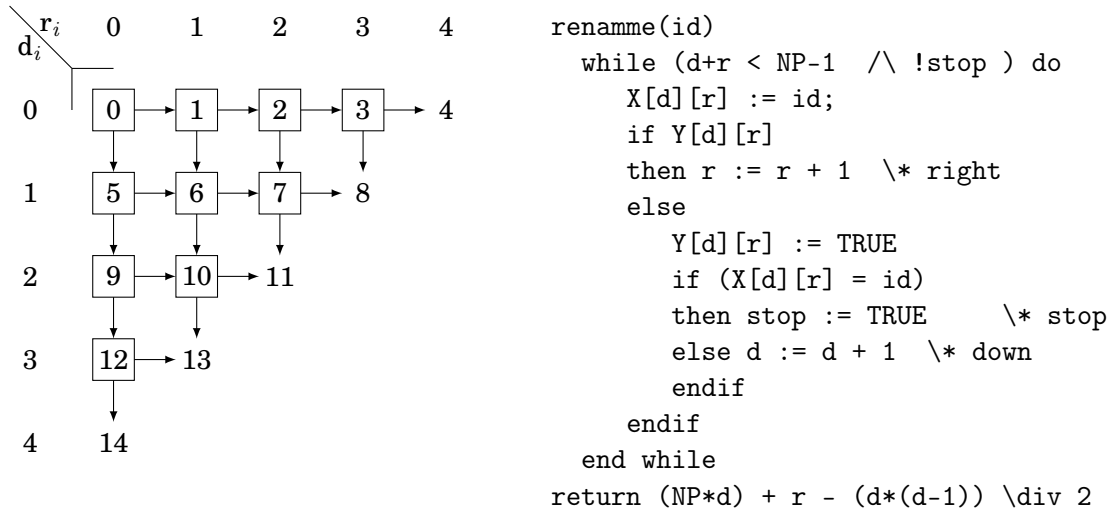 r_i 0 1 2 3 4
d_i
0 0 1 2 3 4
1 5 6 7 8
2 9 10 11
3 12 13
4 14
renamme(id)
while (d+r < NP-1 /\ !stop ) do
X[d][r] := id;
if Y[d][r]
then r := r + 1 \* right
else
Y[d][r] := TRUE
if (X[d][r] = id)
then stop := TRUE \* stop
else d := d + 1 \* down
endif
endif
end while
return (NP*d) + r - (d*(d-1)) \div 2